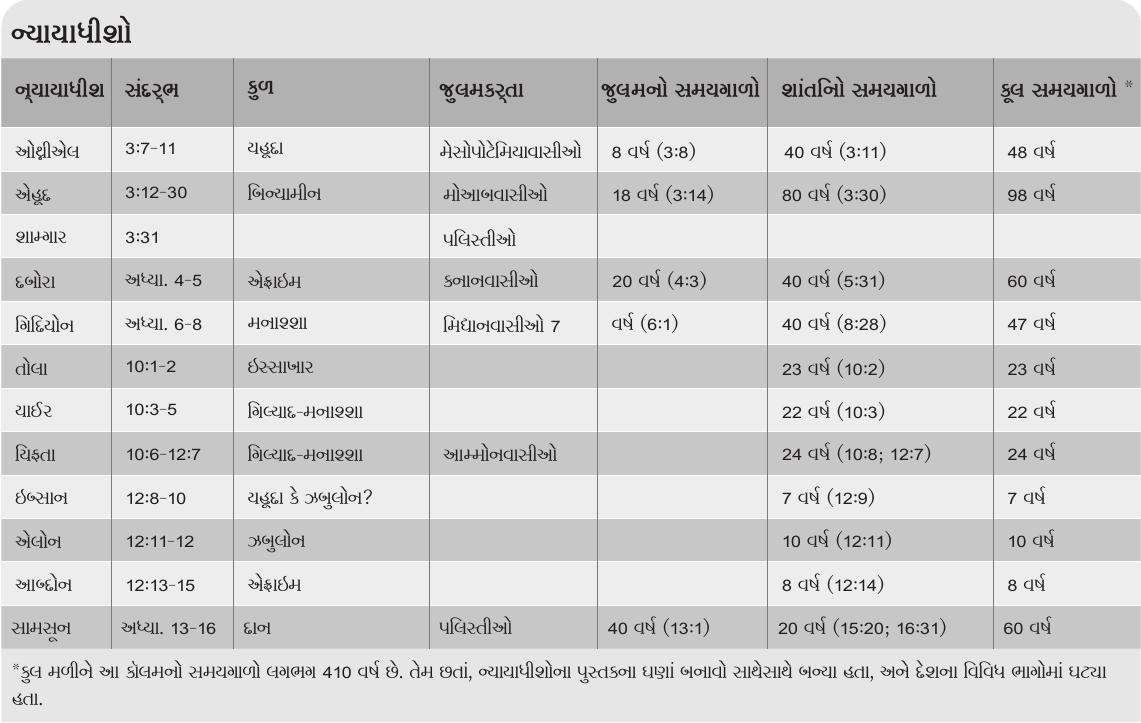 ન્યાયાધીશો
ન્યાયાધીશ સંદર્ભ કુળ જુલમકર્તા જુલમનો સમયગાળો શાંતિનો સમયગાળો કૂલ સમયગાળો *
ઓથ્નીએલ 3:7-11 યહૂદા મેસોપોટેમિયાવાસીઓ 8 વર્ષ (3:8) 40 વર્ષ (3:11) 48 વર્ષ
એહૂદ 3:12-30 બિન્યામીન મોઆબવાસીઓ 18 વર્ષ (3:14) 80 વર્ષ (3:30) 98 વર્ષ
શામ્ગાર 3:31 પલિસ્તીઓ
દબોરા અધ્યા. 4-5 એફ્રાઇમ કનાનવાસીઓ 20 વર્ષ (4:3) 40 વર્ષ (5:31) 60 વર્ષ
ગિદિયોન અધ્યા. 6-8 મનાશ્શા મિદ્યાનવાસીઓ 7 વર્ષ (6:1) 40 વર્ષ (8:28) 47 વર્ષ
તોલા 10:1-2 ઇસ્સાખાર 23 વર્ષ (10:2) 23 વર્ષ
યાઈર 10:3-5 ગિલ્યાદ-મનાશ્શા 22 વર્ષ (10:3) 22 વર્ષ
યિફતા 10:6-12:7 ગિલ્યાદ-મનાશ્શા આમ્મોનવાસીઓ 24 વર્ષ (10:8; 12:7) 24 વર્ષ
ઇબ્સાન 12:8-10 યહૂદા કે ઝબુલોન? 7 વર્ષ (12:9) 7 વર્ષ
એલોન 12:11-12 ઝબુલોન 10 વર્ષ (12:11) 10 વર્ષ
આબ્દોન 12:13-15 એફ્રાઇમ 8 વર્ષ (12:14) 8 વર્ષ
સામસૂન અધ્યા. 13-16 દાન પલિસ્તીઓ 40 વર્ષ (13:1) 20 વર્ષ (15:20; 16:31) 60 વર્ષ
*કુલ મળીને આ કૉલમનો સમયગાળો લગભગ 410 વર્ષ છે. તેમ છતાં, ન્યાયાધીશોના પુસ્તકના ઘણાં બનાવો સાથેસાથે બન્યા હતા, અને દેશના વિવિધ ભાગોમાં ઘટ્યા
હતા.